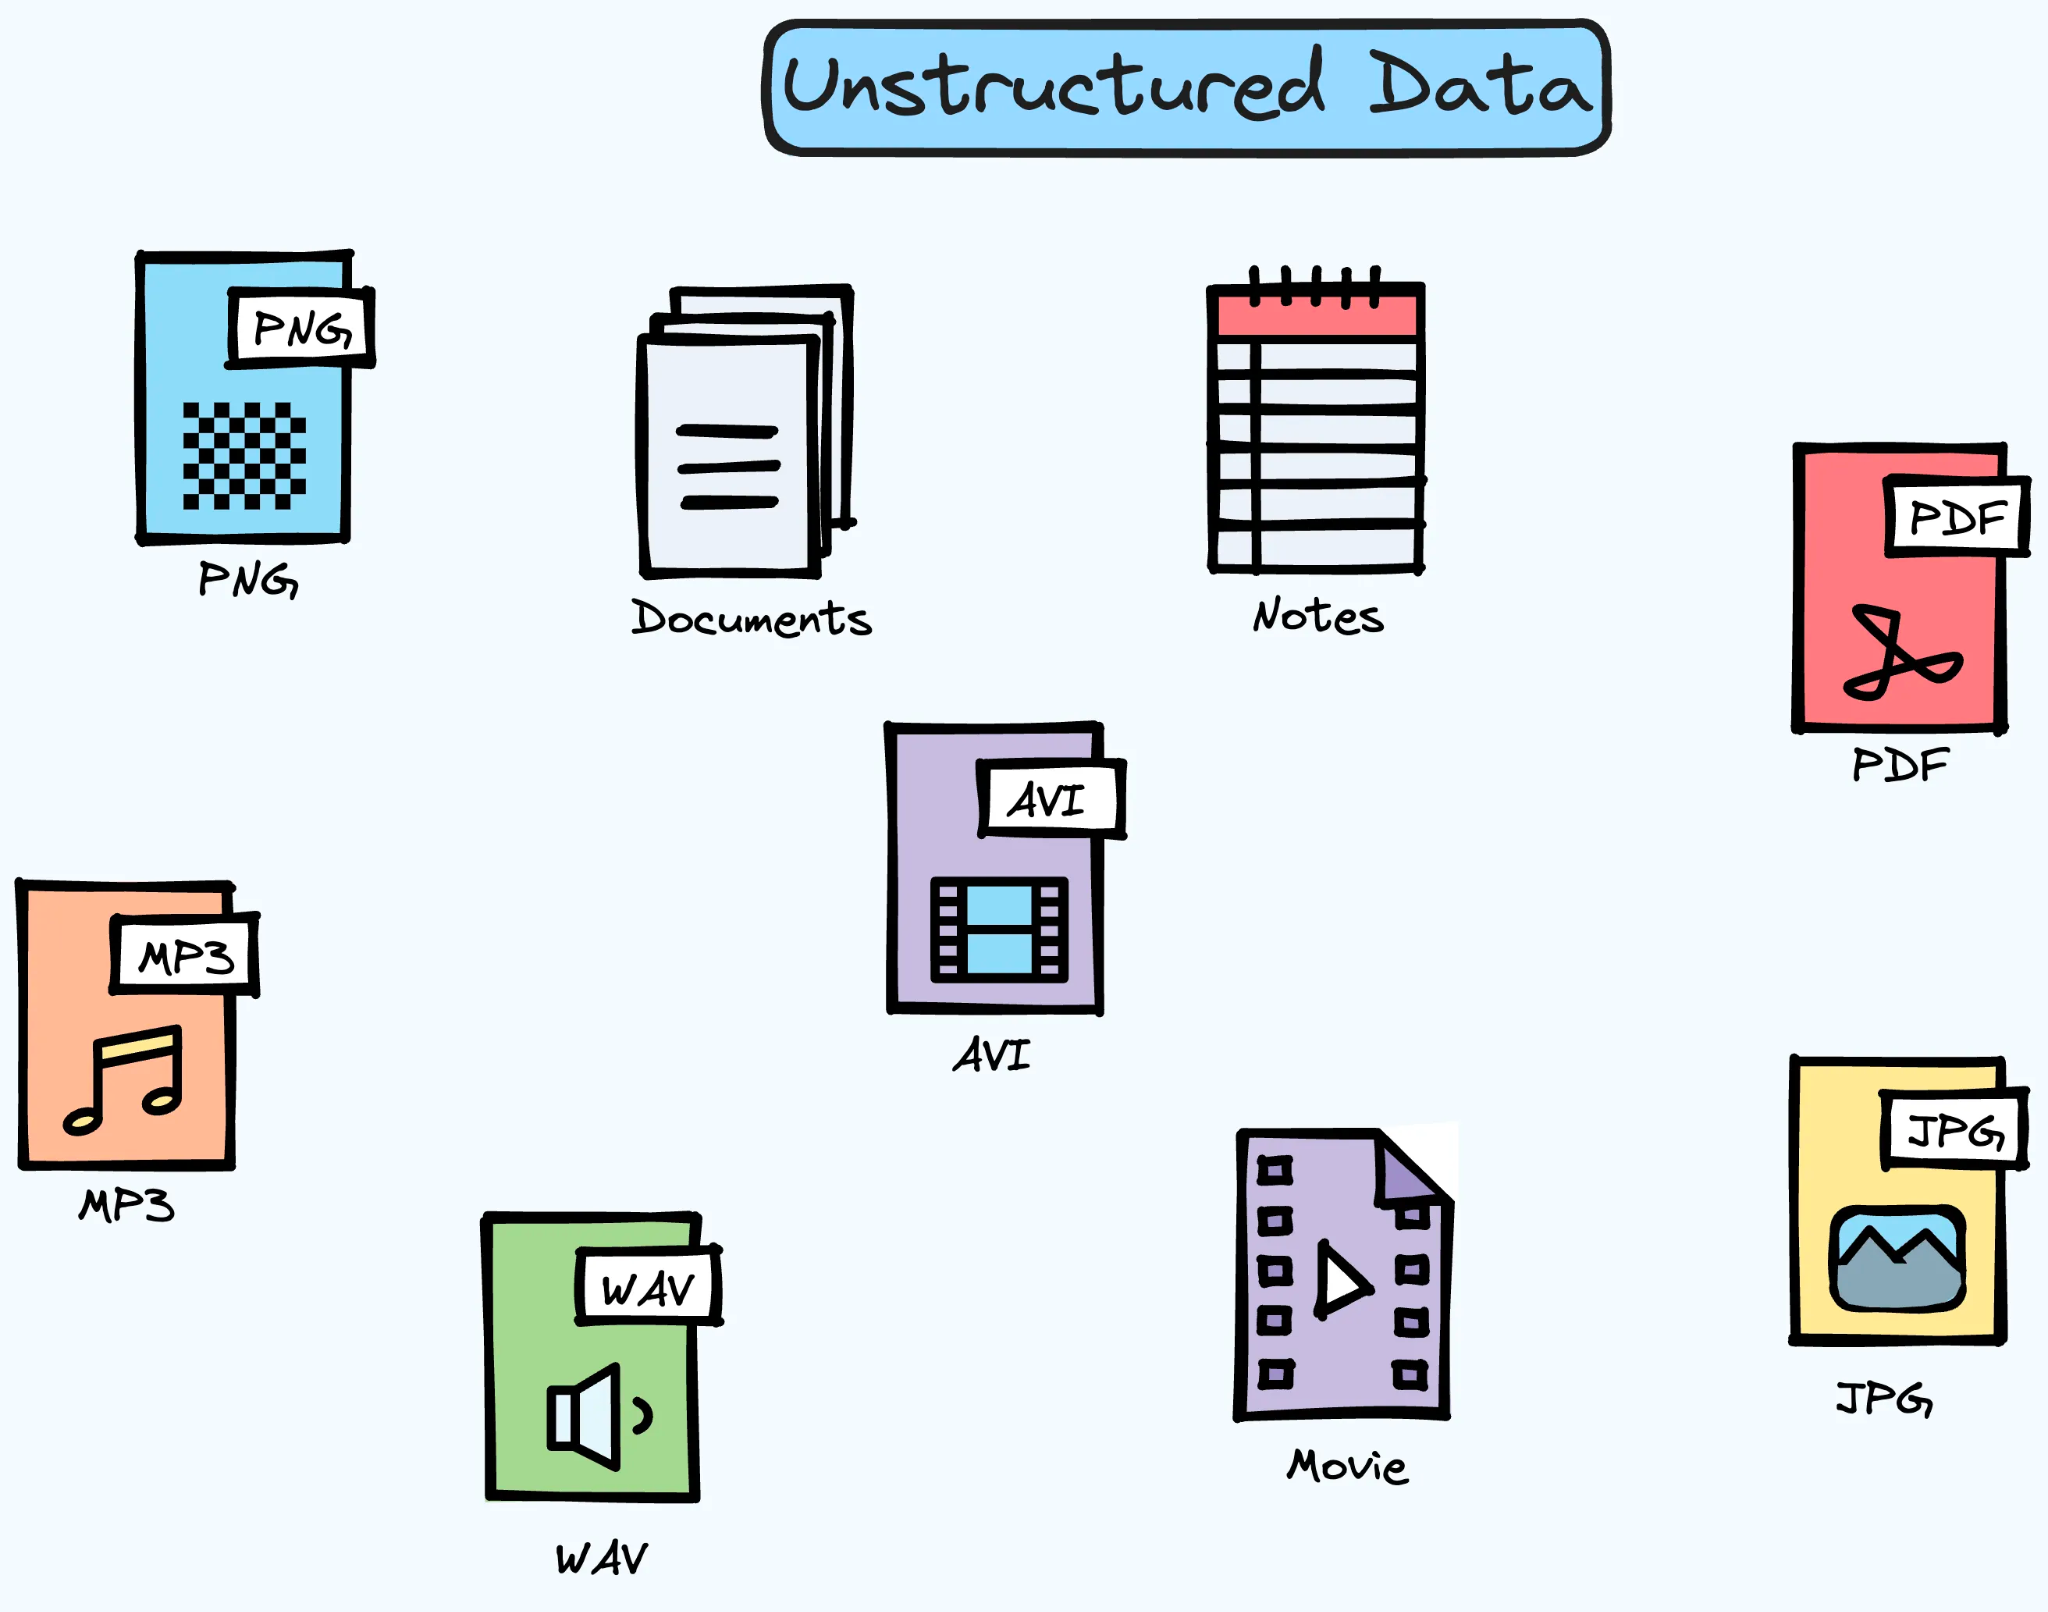 Unstructured Data
PNG
PNG
Documents
Notes
PDF
PDF
AVI
AVI
MP3
MP3
WAV
WAV
Movie
JPG
JPG